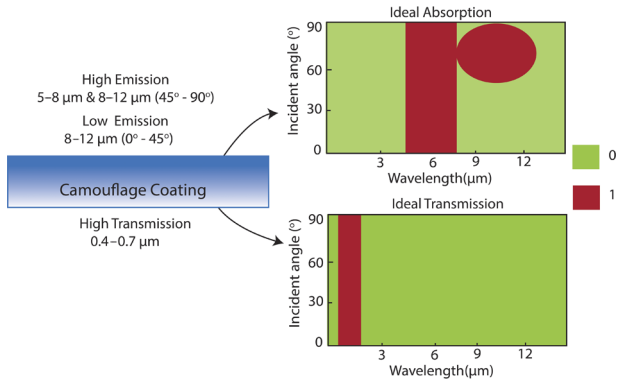 High Emission
5–8 μm & 8–12 μm (45° - 90°)
Low Emission
8–12 μm (0° - 45°)
Camouflage Coating
High Transmission
0.4–0.7 μm
Ideal Absorption
Incident angle (°)
90
60
30
0
3 6 9 12
Wavelength(μm)
Ideal Transmission
Incident angle (°)
90
60
30
0
3 6 9 12
Wavelength(μm)
0
1